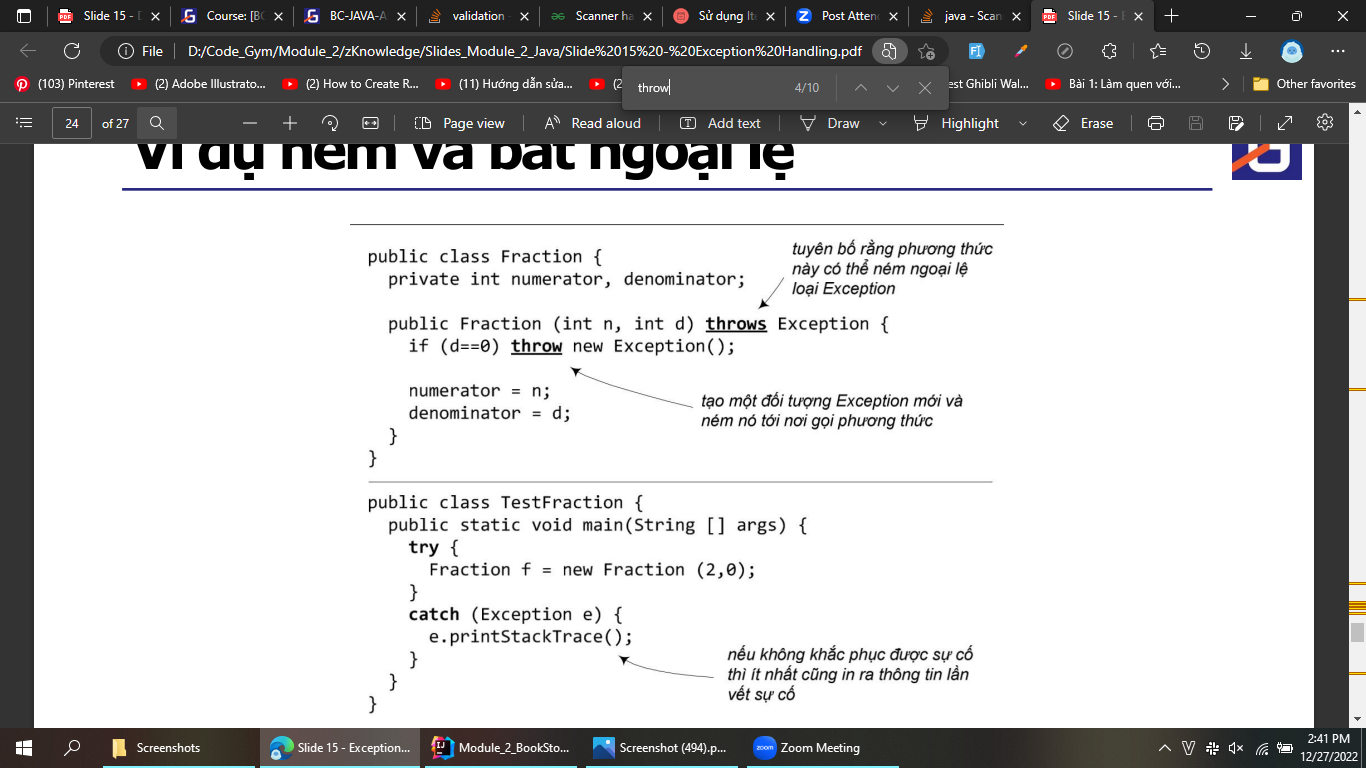 Slide 15 - D
Course: [BC
BC-JAVA-A
validation -
Scanner ha
Sử dụng Ite
Post Atten
java - Scan
Slide 15 - E
File
D:/Code_Gym/Module_2/zKnowledge/Slides_Module_2_Java/Slide%2015%20-%20Exception%20Handling.pdf
(103) Pinterest
(2) Adobe Illustrato...
(2) How to Create R...
(11) Hướng dẫn sửa...
est Ghibli Wal...
Bài 1: Làm quen với...
Other favorites
throw
4/10
24
of 27
Page view
Read aloud
Add text
Draw
Highlight
Erase
Ví dụ ném và bắt ngoại lệ
public class Fraction {
private int numerator, denominator;
public Fraction (int n, int d) throws Exception {
if (d==0) throw new Exception();
numerator = n;
denominator = d;
}
}
tuyên bố rằng phương thức
này có thể ném ngoại lệ
loại Exception
tạo một đối tượng Exception mới và
ném nó tới nơi gọi phương thức
public class TestFraction {
public static void main(String [] args) {
try {
Fraction f = new Fraction (2,0);
}
catch (Exception e) {
e.printStackTrace();
}
}
}
nếu không khắc phục được sự cố
thì ít nhất cũng in ra thông tin lần
vết sự cố
Screenshots
Slide 15 - Exception...
Module_2_BookSto...
Screenshot (494).p...
zoom
Zoom Meeting
2:41 PM
12/27/2022